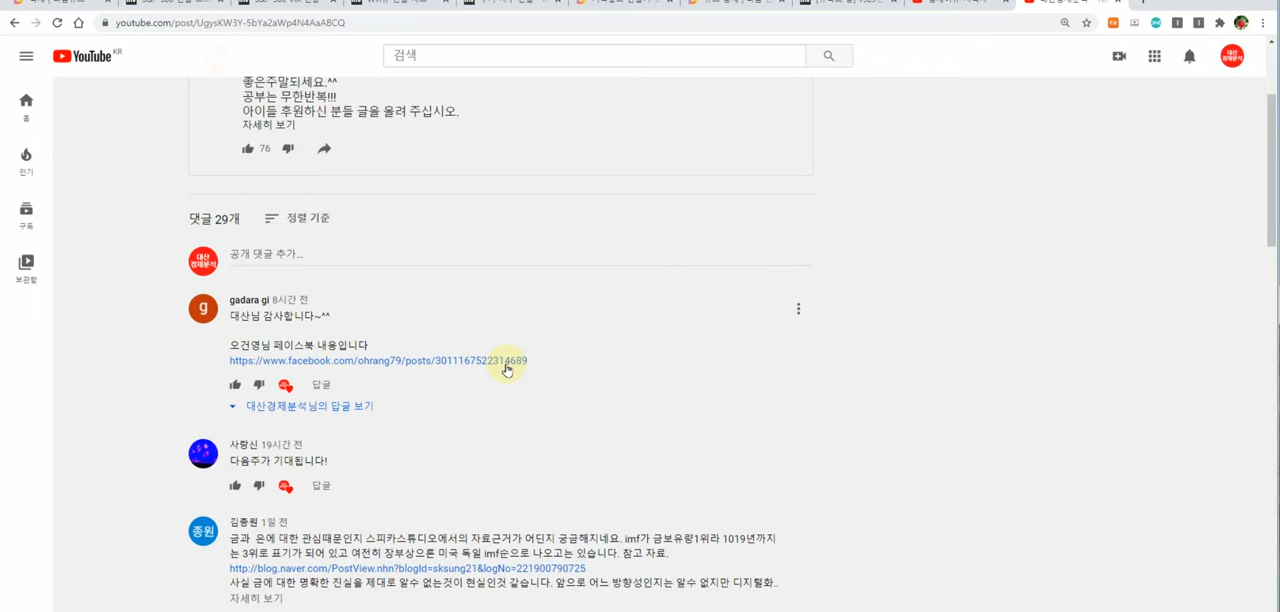 youtube.com/post/UgysKW3Y-5bYa2aWp4N4AaABCQ
YouTube KR
검색
대산
경제분석
홈
인기
구독
보관함
좋은주말되세요.^^
공부는 무한반복!!!
아이들 후원하신 분들 글을 올려 주십시오.
자세히 보기
76
댓글 29개
정렬 기준
대산
경제분석
공개 댓글 추가...
g
gadara gi 8시간 전
대산님 감사합니다~^^
오건영님 페이스북 내용입니다
https://www.facebook.com/ohrang79/posts/3011167522314689
답글
대산경제분석님의 답글 보기
사랑신 19시간 전
다음주가 기대됩니다!
답글
종원
김종원 1일 전
금과 은에 대한 관심때문인지 스피카스튜디오에서의 자료근거가 어딘지 궁금해지네요. imf가 금보유량1위라 1019년까지
는 3위로 표기가 되어 있고 여전히 장부상으론 미국 독일 imf순으로 나오고는 있습니다. 참고 자료.
http://blog.naver.com/PostView.nhn?blogId=sksung21&logNo=221900790725
사실 금에 대한 명확한 진실을 제대로 알수 없는것이 현실인것 같습니다. 앞으로 어느 방향성인지는 알수 없지만 디지털화...
자세히 보기